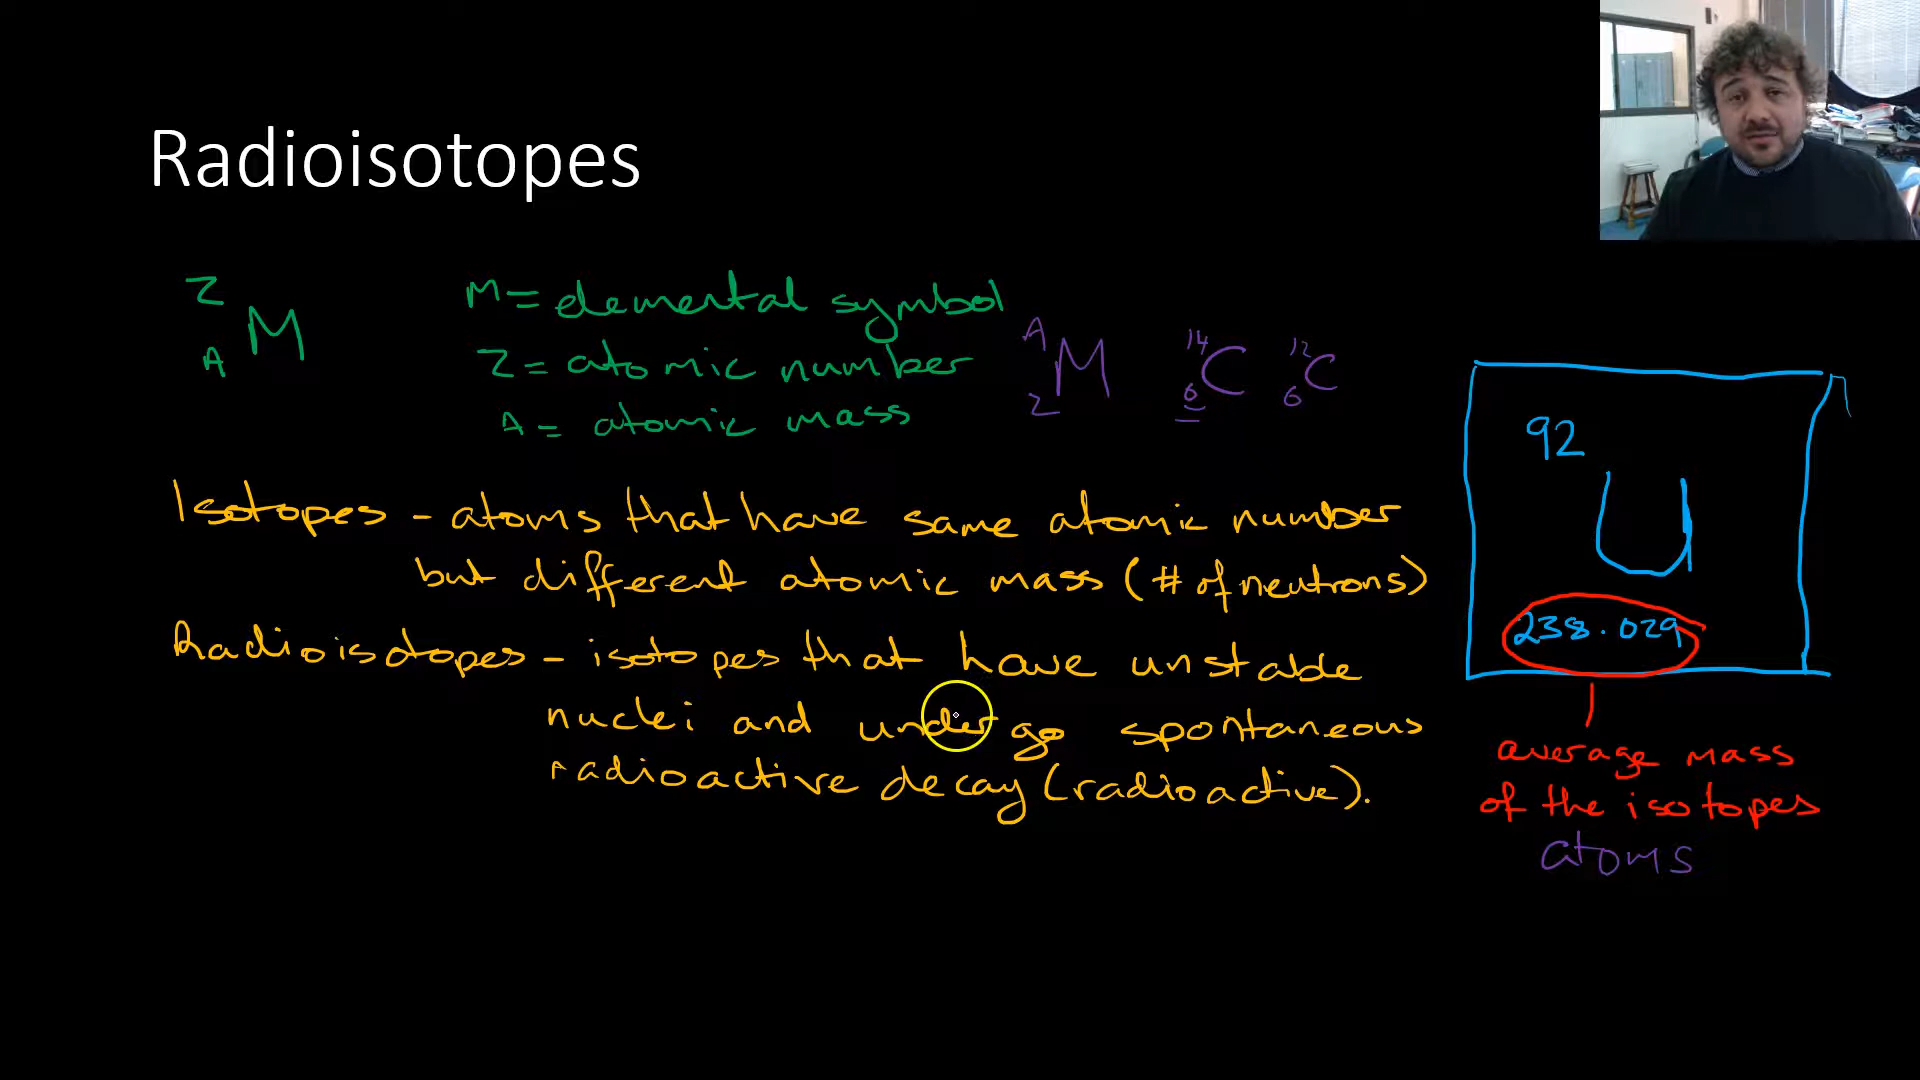 Radioisotopes
Z
A M
M = elemental symbol
Z = atomic number
A = atomic mass
A
Z M
14
6 C
12
6 C
Isotopes - atoms that have same atomic number
but different atomic mass (# of neutrons)
Radioisotopes - isotopes that have unstable
nuclei and undergo spontaneous
radioactive decay (radioactive).
92
U
238.029
average mass
of the isotopes
atoms